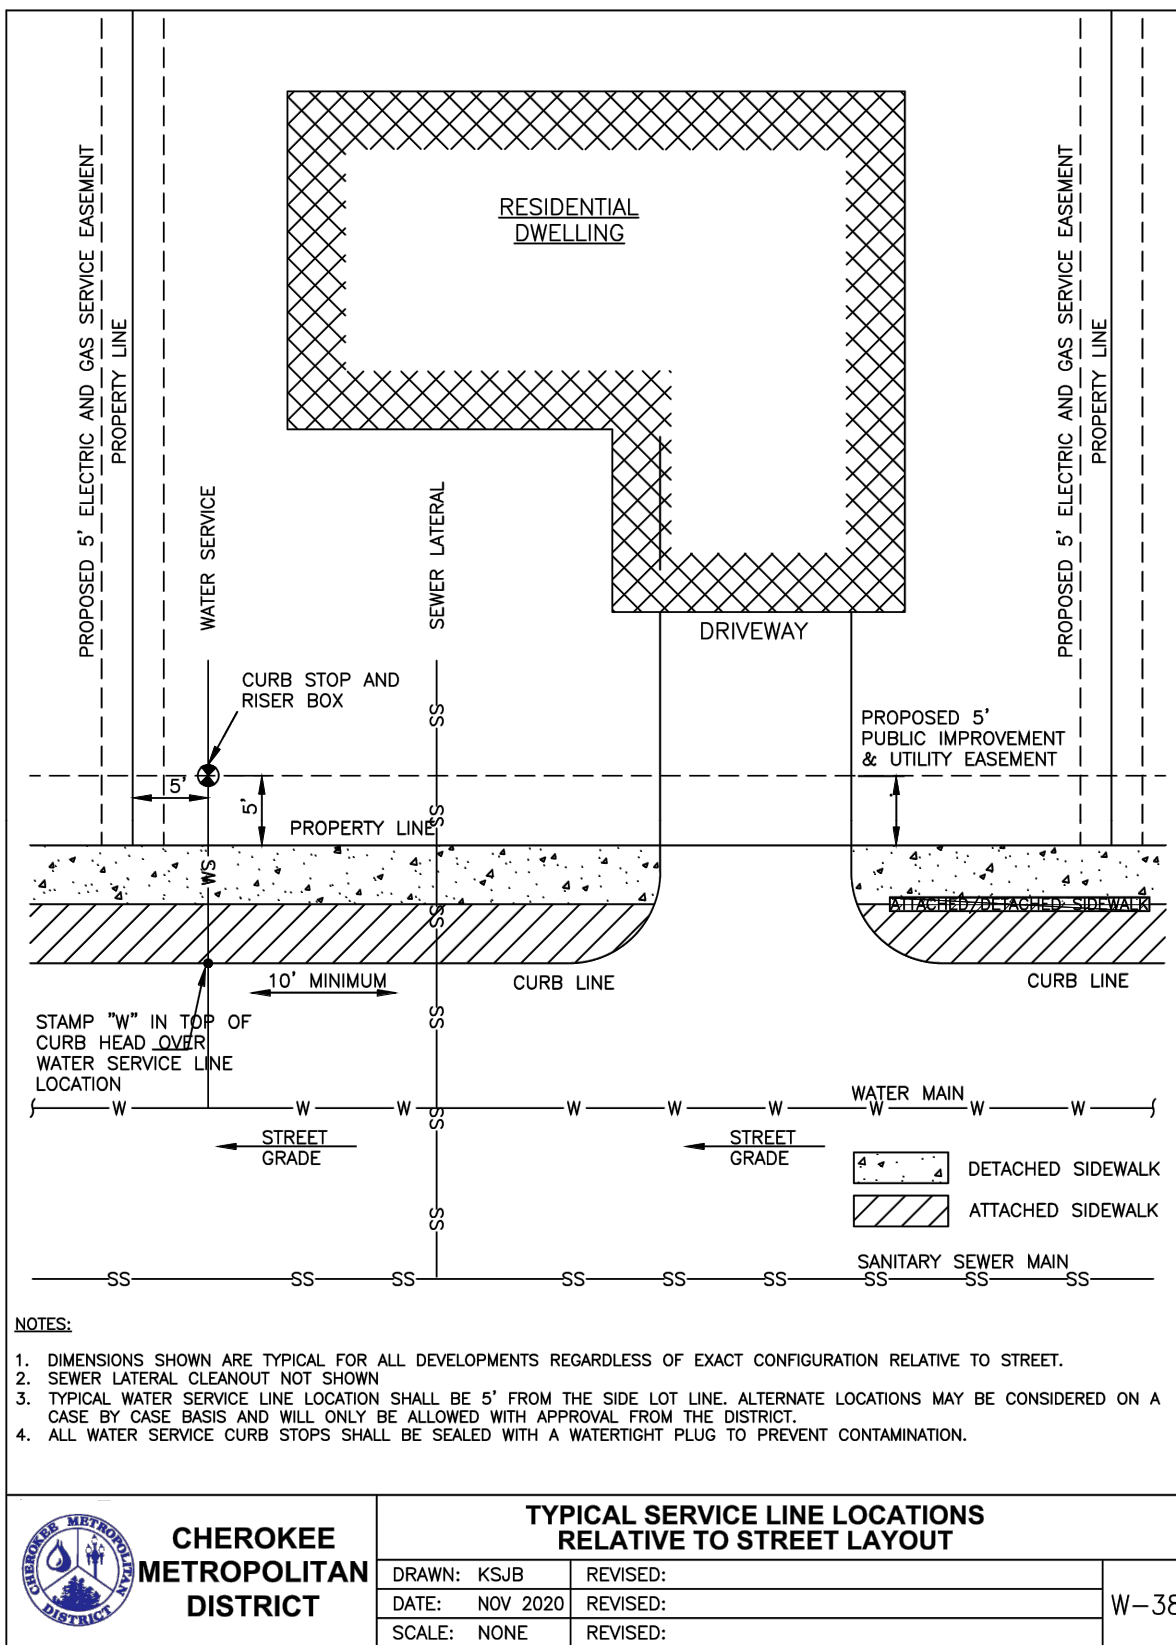 PROPOSED 5' ELECTRIC AND GAS SERVICE EASEMENT
PROPERTY LINE
RESIDENTIAL
DWELLING
PROPOSED 5' ELECTRIC AND GAS SERVICE EASEMENT
PROPERTY LINE
WATER SERVICE
SEWER LATERAL
DRIVEWAY
CURB STOP AND
RISER BOX
SS
PROPOSED 5'
PUBLIC IMPROVEMENT
& UTILITY EASEMENT
5'
5'
SS
PROPERTY LINE
WS
SS
ATTACHED/DETACHED SIDEWALK
10' MINIMUM
CURB LINE
CURB LINE
STAMP "W" IN TOP OF
CURB HEAD OVER
WATER SERVICE LINE
LOCATION
SS
WATER MAIN
W W W SS W W W W W W
STREET
GRADE
STREET
GRADE
DETACHED SIDEWALK
ATTACHED SIDEWALK
SS
SANITARY SEWER MAIN
SS SS SS SS SS SS SS SS SS
NOTES:
1. DIMENSIONS SHOWN ARE TYPICAL FOR ALL DEVELOPMENTS REGARDLESS OF EXACT CONFIGURATION RELATIVE TO STREET.
2. SEWER LATERAL CLEANOUT NOT SHOWN
3. TYPICAL WATER SERVICE LINE LOCATION SHALL BE 5' FROM THE SIDE LOT LINE. ALTERNATE LOCATIONS MAY BE CONSIDERED ON A
CASE BY CASE BASIS AND WILL ONLY BE ALLOWED WITH APPROVAL FROM THE DISTRICT.
4. ALL WATER SERVICE CURB STOPS SHALL BE SEALED WITH A WATERTIGHT PLUG TO PREVENT CONTAMINATION.
CHEROKEE METROPOLITAN DISTRICT
CHEROKEE
METROPOLITAN
DISTRICT
TYPICAL SERVICE LINE LOCATIONS
RELATIVE TO STREET LAYOUT
DRAWN: KSJB REVISED:
DATE: NOV 2020 REVISED:
SCALE: NONE REVISED:
W-38